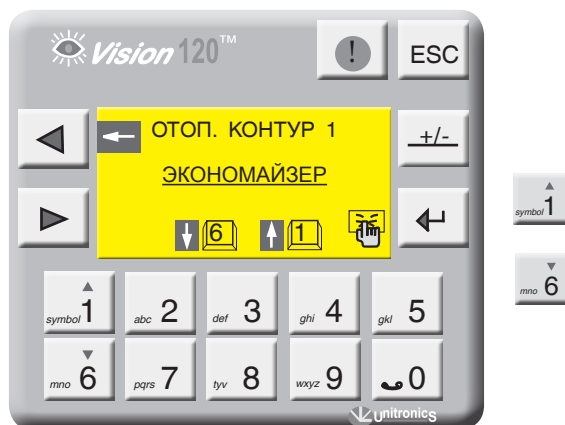 Vision 120™
!
ESC
ОТОП. КОНТУР 1
+/-
ЭКОНОМАЙЗЕР
6 1
symbol 1
abc 2
def 3
ghi 4
gkl 5
mno 6
pqrs 7
tyv 8
wxyz 9
0
unitronics
symbol 1
mno 6